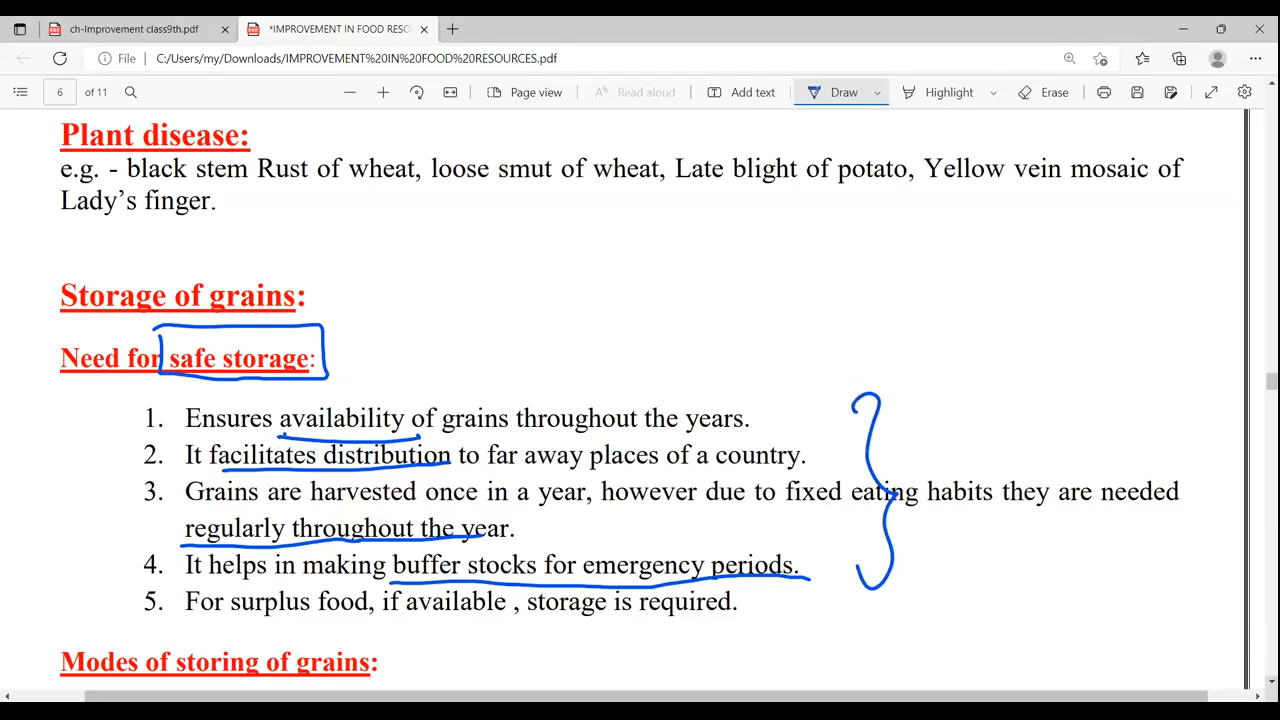 ch-Improvement class9th.pdf
*IMPROVEMENT IN FOOD RESO
File
C:/Users/my/Downloads/IMPROVEMENT%20IN%20FOOD%20RESOURCES.pdf
6 of 11
Page view
Read aloud
Add text
Draw
Highlight
Erase
Plant disease:
e.g. - black stem Rust of wheat, loose smut of wheat, Late blight of potato, Yellow vein mosaic of
Lady’s finger.
Storage of grains:
Need for safe storage:
1. Ensures availability of grains throughout the years.
2. It facilitates distribution to far away places of a country.
3. Grains are harvested once in a year, however due to fixed eating habits they are needed
regularly throughout the year.
4. It helps in making buffer stocks for emergency periods.
5. For surplus food, if available , storage is required.
Modes of storing of grains: